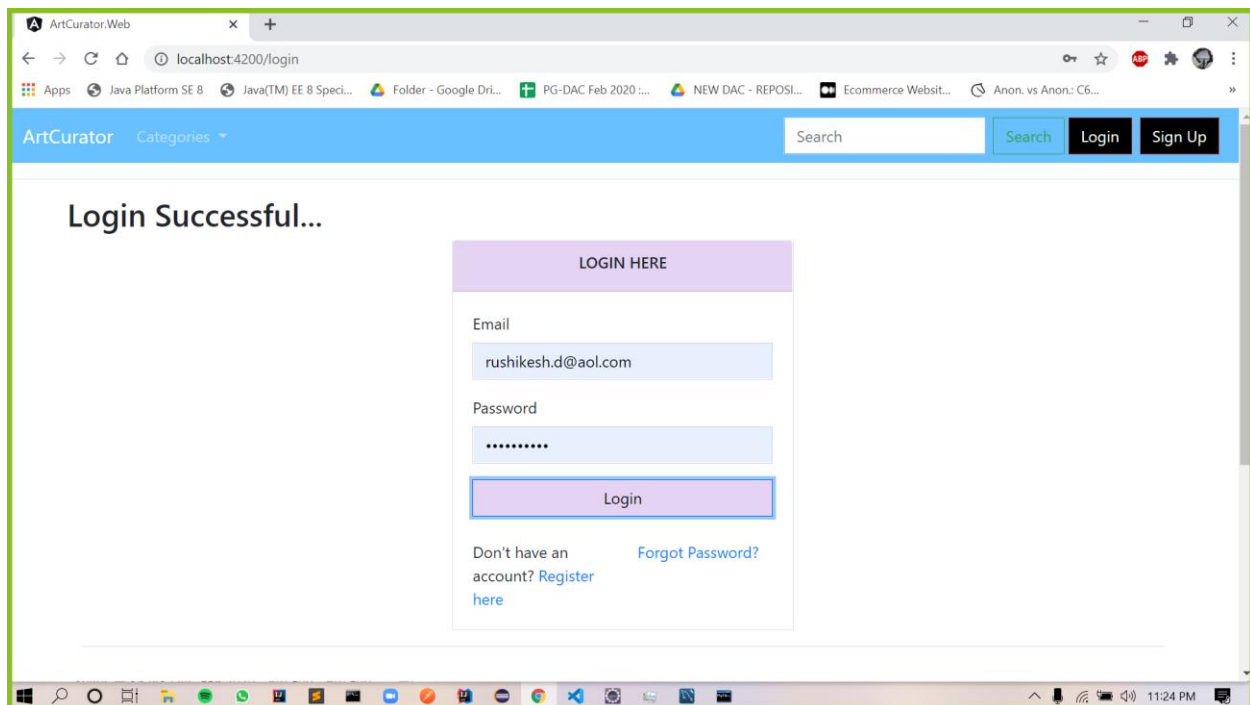 ArtCurator.Web
localhost:4200/login
ABP
Apps Java Platform SE 8 Java(TM) EE 8 Speci... Folder - Google Dri... PG-DAC Feb 2020 :... NEW DAC - REPOSI... Ecommerce Websit... Anon. vs Anon.: C6... »
ArtCurator Categories Search Search Login Sign Up
Login Successful...
LOGIN HERE
Email
rushikesh.d@aol.com
Password
••••••••••
Login
Don't have an account? Register here
Forgot Password?
11:24 PM